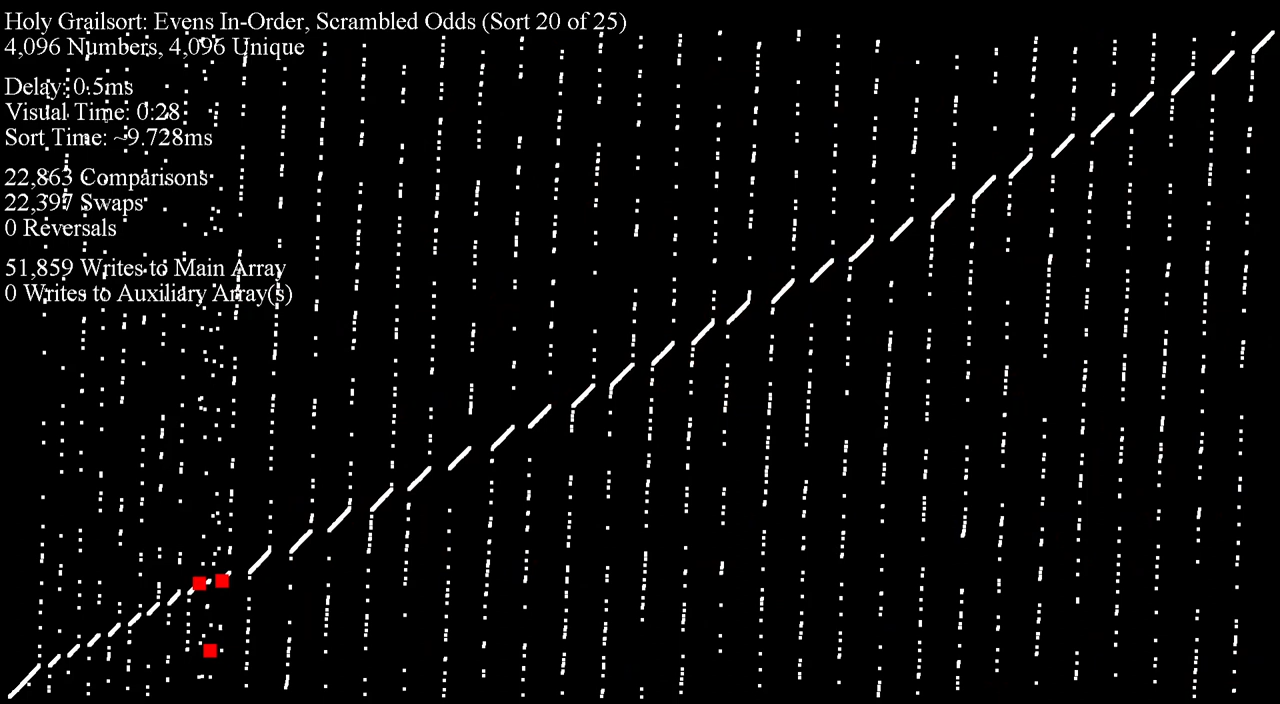 Holy Grailsort: Evens In-Order, Scrambled Odds (Sort 20 of 25)
4,096 Numbers, 4,096 Unique
Delay: 0.5ms
Visual Time: 0:28
Sort Time: ~9.728ms
22,863 Comparisons
22,397 Swaps
0 Reversals
51,859 Writes to Main Array
0 Writes to Auxiliary Array(s)